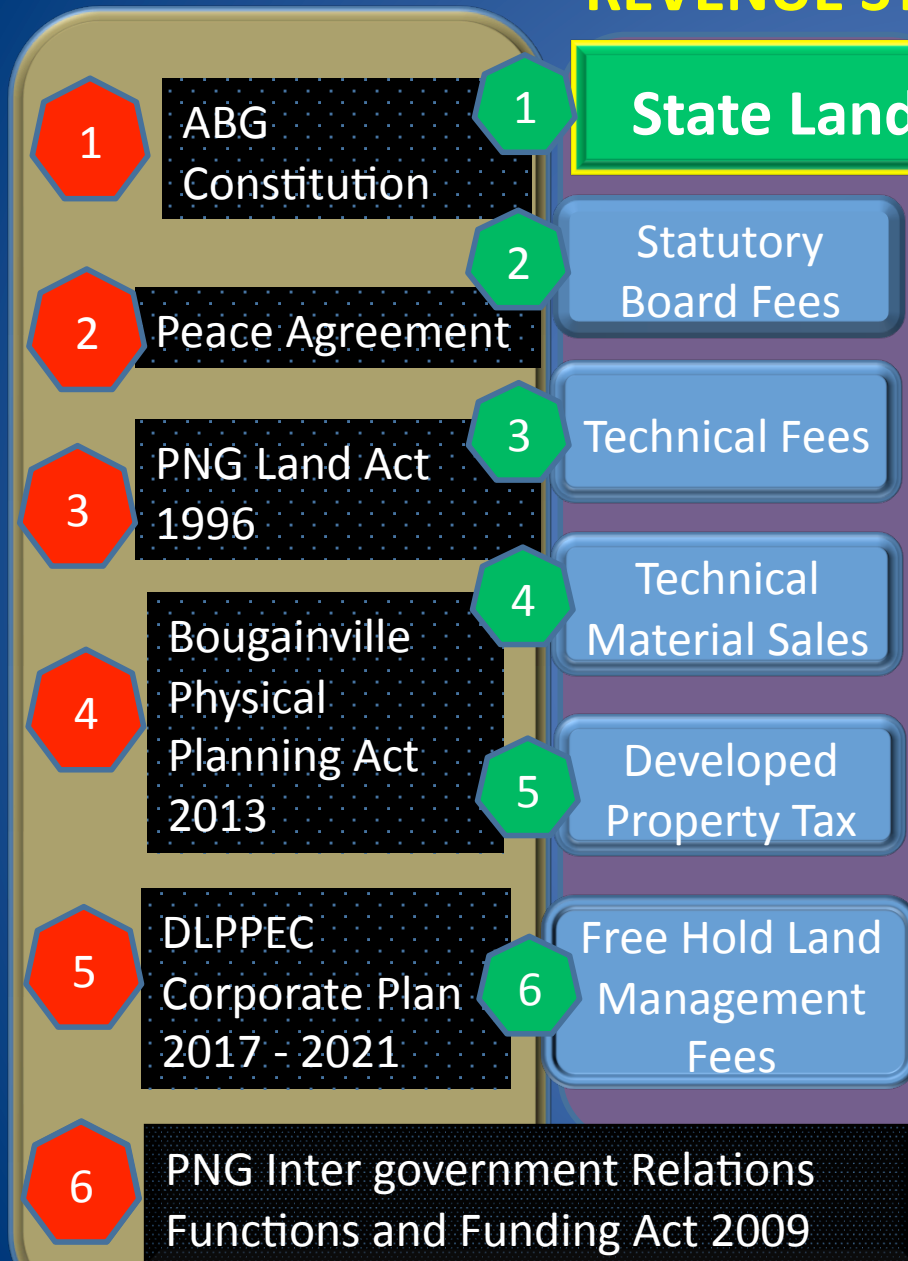 REVENUE
1
ABG
Constitution
2
Peace Agreement
3
PNG Land Act
1996
4
Bougainville
Physical
Planning Act
2013
5
DLPPEC
Corporate Plan
2017 - 2021
6
PNG Inter government Relations
Functions and Funding Act 2009
1
State Land
2
Statutory
Board Fees
3
Technical Fees
4
Technical
Material Sales
5
Developed
Property Tax
6
Free Hold Land
Management
Fees